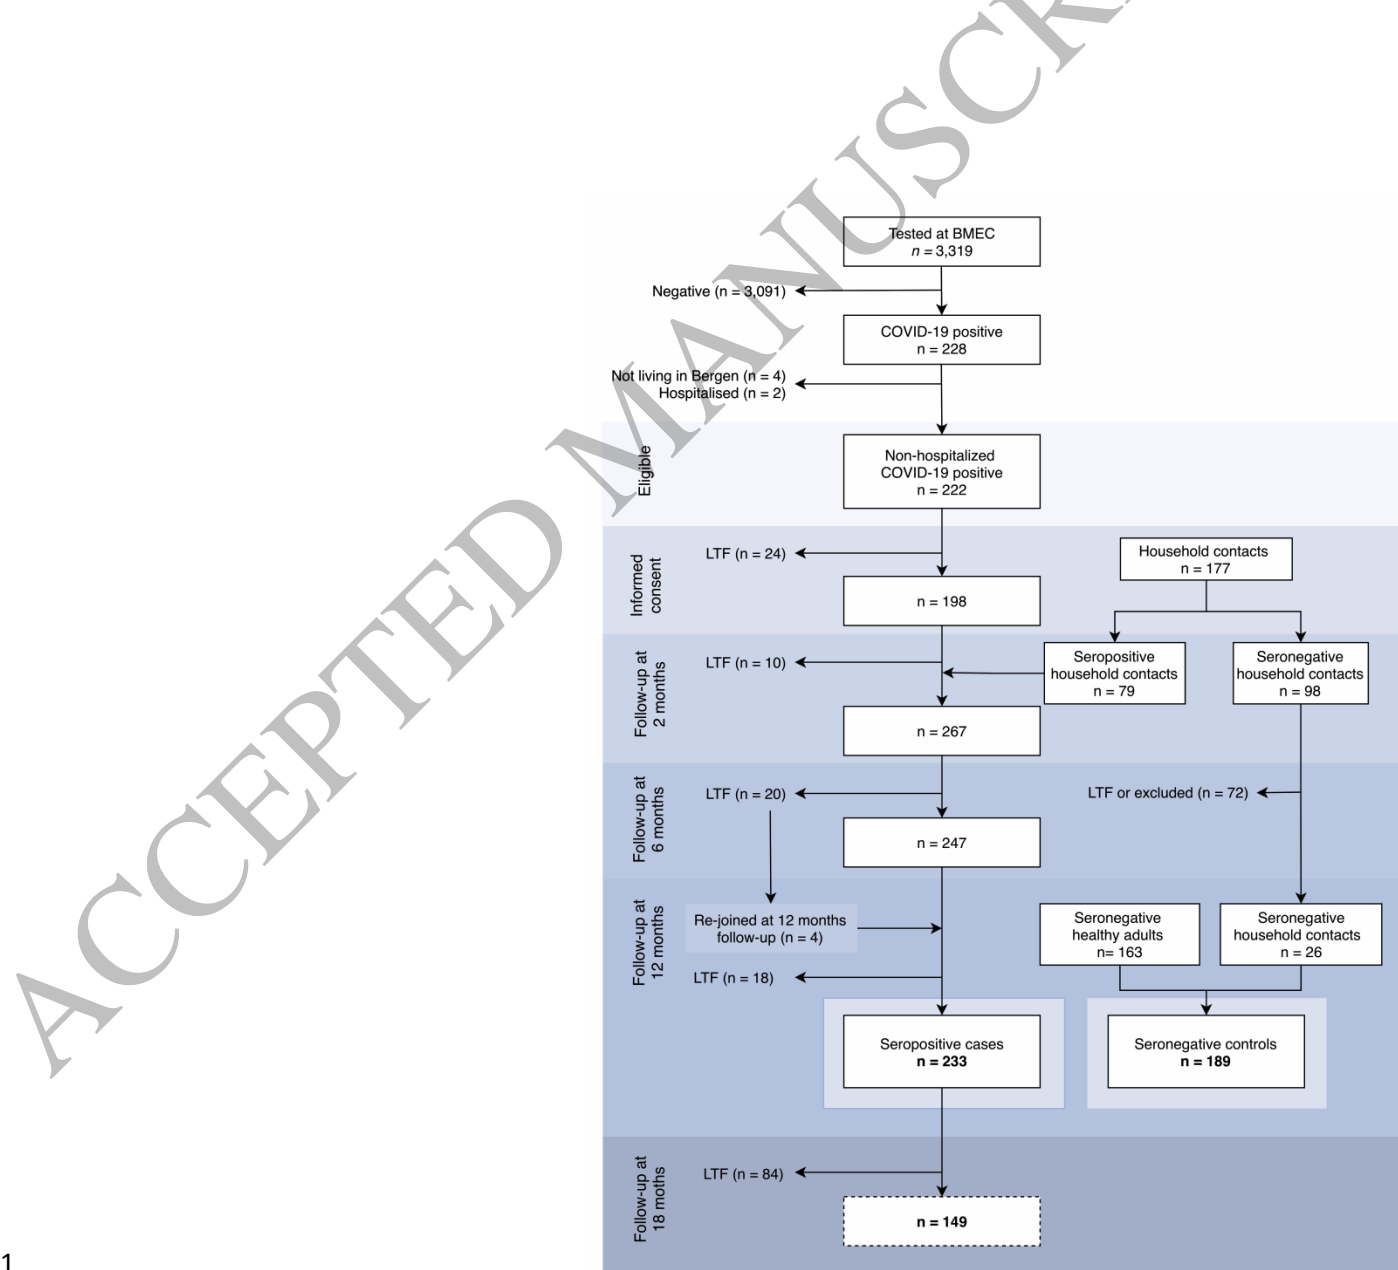 ACCEPTED MANUSCR
Tested at BMEC
n = 3,319
Negative (n = 3,091)
COVID-19 positive
n = 228
Not living in Bergen (n = 4)
Hospitalised (n = 2)
Eligible
Non-hospitalized
COVID-19 positive
n = 222
Informed
consent
LTF (n = 24)
n = 198
Household contacts
n = 177
Follow-up at
2 months
LTF (n = 10)
Seropositive
household contacts
n = 79
Seronegative
household contacts
n = 98
n = 267
Follow-up at
6 months
LTF (n = 20)
LTF or excluded (n = 72)
n = 247
Follow-up at
12 months
Re-joined at 12 months
follow-up (n = 4)
Seronegative
healthy adults
n= 163
Seronegative
household contacts
n = 26
LTF (n = 18)
Seropositive cases
n = 233
Seronegative controls
n = 189
Follow-up at
18 moths
LTF (n = 84)
n = 149
1